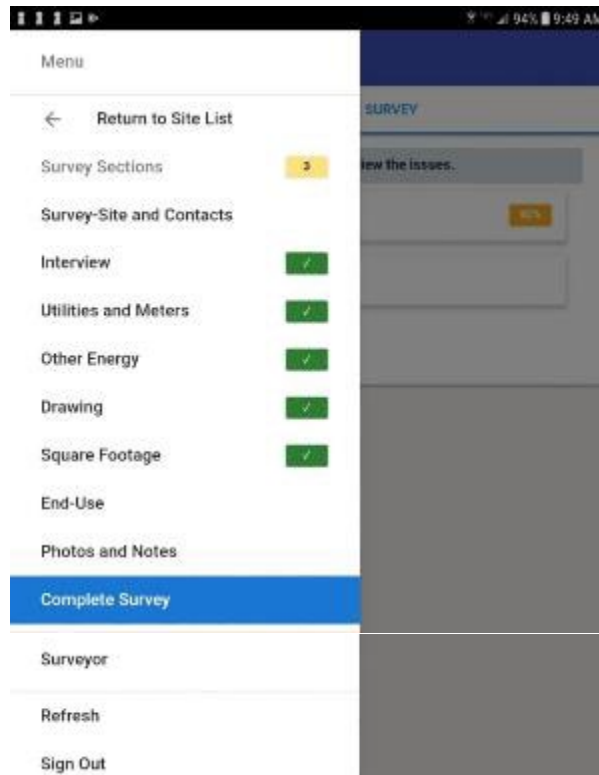 94% 9:49 AM
Menu
← Return to Site List
SURVEY
Survey Sections 3
iew the issues.
Survey-Site and Contacts
Interview ✓
Utilities and Meters ✓
Other Energy ✓
Drawing ✓
Square Footage ✓
End-Use
Photos and Notes
Complete Survey
Surveyor
Refresh
Sign Out